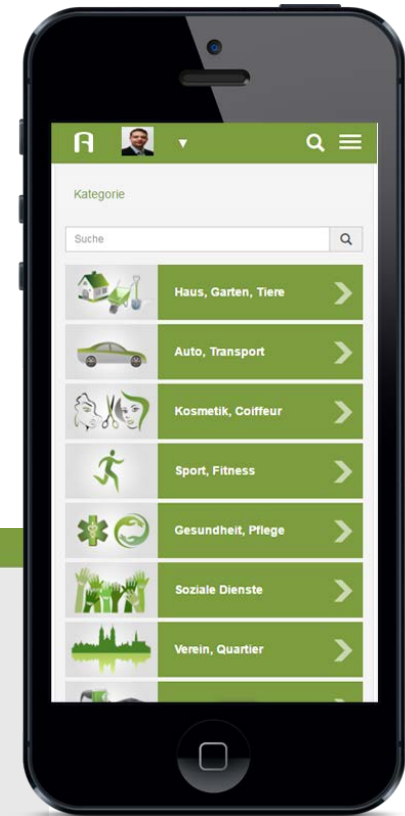 Kategorie
Suche
Haus, Garten, Tiere
Auto, Transport
Kosmetik, Coiffeur
Sport, Fitness
Gesundheit, Pflege
Soziale Dienste
Verein, Quartier